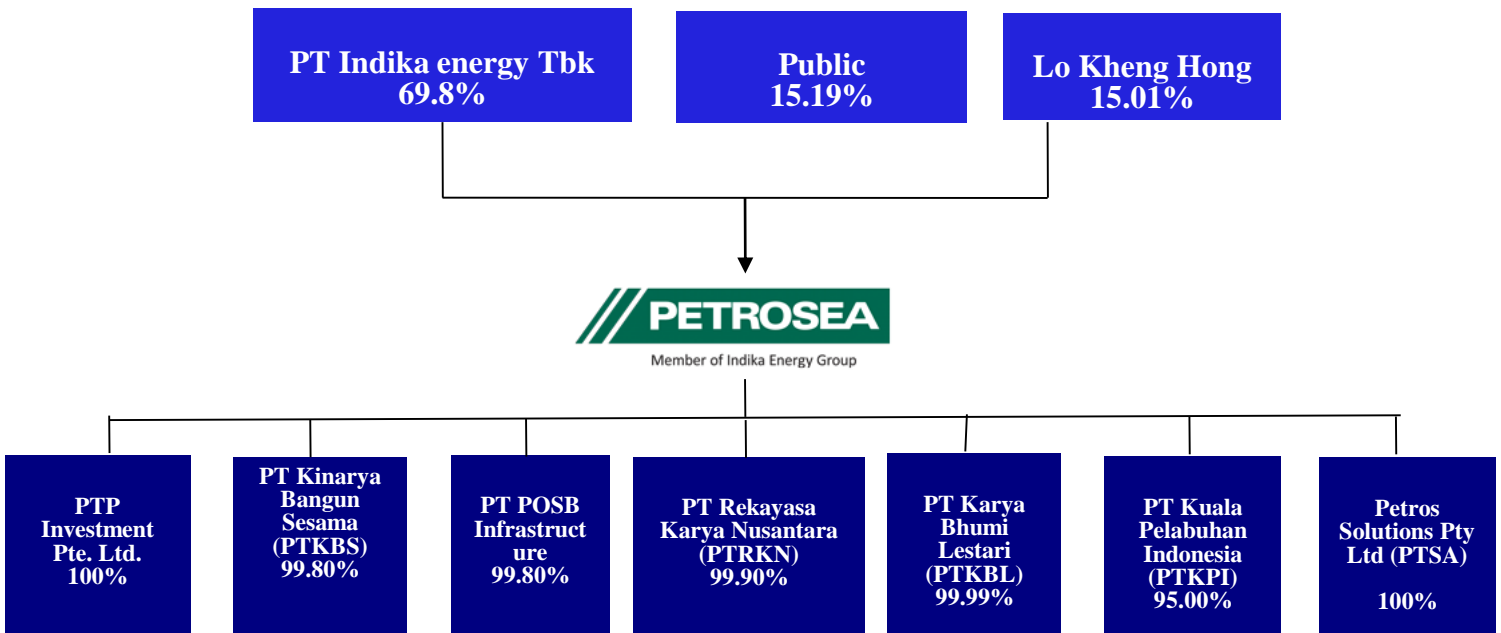 PT Indika energy Tbk
69.8%
Public
15.19%
Lo Kheng Hong
15.01%
PETROSEA
Member of Indika Energy Group
PTP
Investment
Pte. Ltd.
100%
PT Kinarya
Bangun
Sesama
(PTKBS)
99.80%
PT POSB
Infrastruct
ure
99.80%
PT Rekayasa
Karya Nusantara
(PTRKN)
99.90%
PT Karya
Bhumi
Lestari
(PTKBL)
99.99%
PT Kuala
Pelabuhan
Indonesia
(PTKPI)
95.00%
Petros
Solutions Pty
Ltd (PTSA)
100%